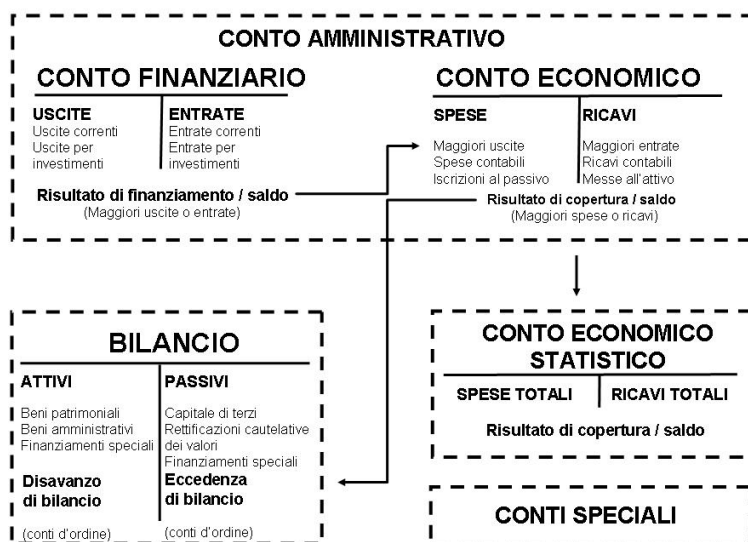 CONTO AMMINISTRATIVO
CONTO FINANZIARIO
USCITE
Uscite correnti
Uscite per
investimenti
ENTRATE
Entrate correnti
Entrate per
investimenti
Risultato di finanziamento / saldo
(Maggiori uscite o entrate)
CONTO ECONOMICO
SPESE
Maggiori uscite
Spese contabili
Iscrizioni al passivo
RICAVI
Maggiori entrate
Ricavi contabili
Messe all'attivo
Risultato di copertura / saldo
(Maggiori spese o ricavi)
BILANCIO
ATTIVI
Beni patrimoniali
Beni amministrativi
Finanziamenti speciali
Disavanzo
di bilancio
(conti d'ordine)
PASSIVI
Capitale di terzi
Rettificazioni cautelative
dei valori
Finanziamenti speciali
Eccedenza
di bilancio
(conti d'ordine)
CONTO ECONOMICO
STATISTICO
SPESE TOTALI
RICAVI TOTALI
Risultato di copertura / saldo
CONTI SPECIALI